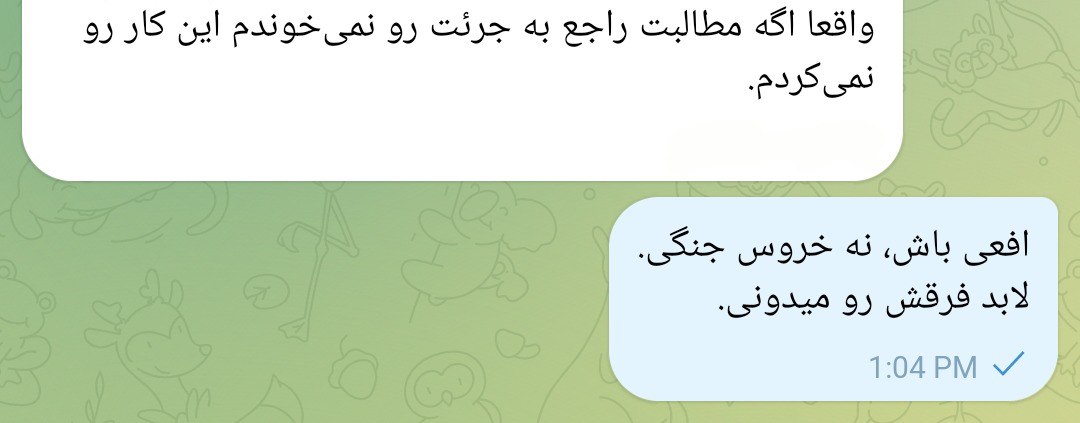 واقعا اگه مطالبت راجع به جرئت رو نمی‌خوندم این کار رو
نمی‌کردم.
افعی باش، نه خروس جنگی.
لابد فرقش رو میدونی.
1:04 PM